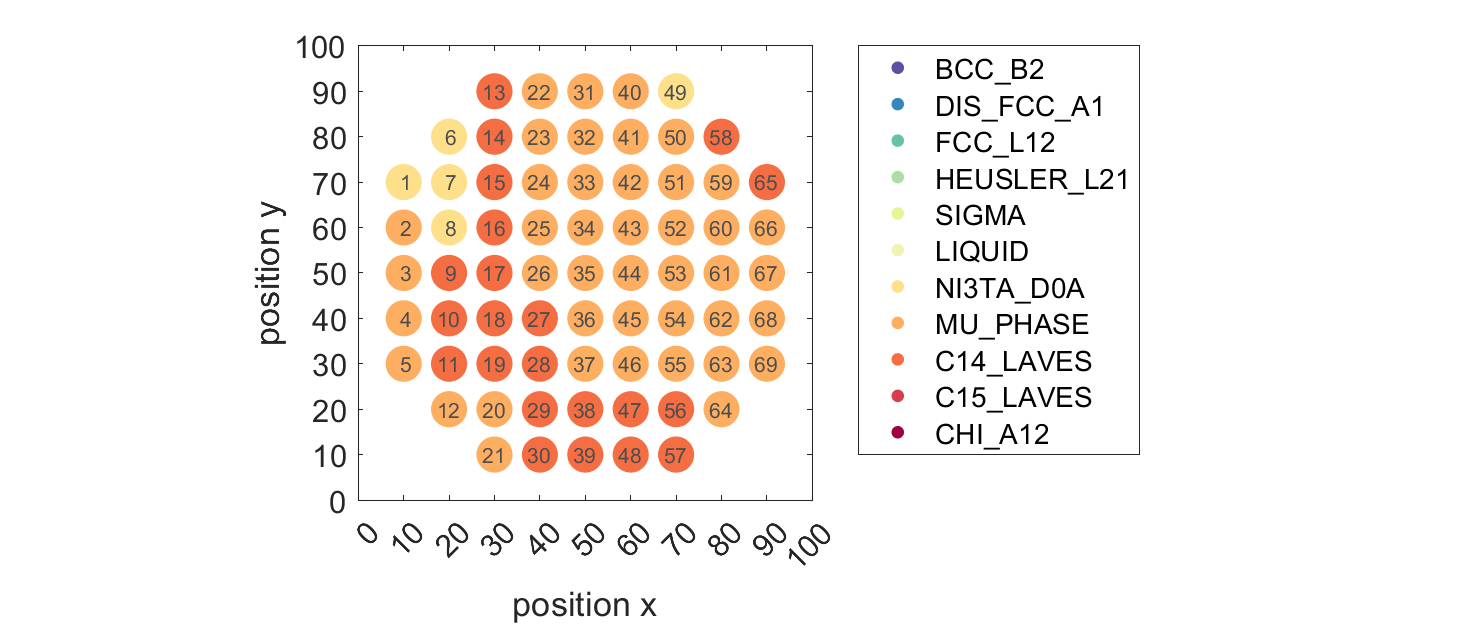 100
90
80
70
60
50
40
30
20
10
0
position y
13 22 31 40 49
6 14 23 32 41 50 58
1 7 15 24 33 42 51 59 65
2 8 16 25 34 43 52 60 66
3 9 17 26 35 44 53 61 67
4 10 18 27 36 45 54 62 68
5 11 19 28 37 46 55 63 69
12 20 29 38 47 56 64
21 30 39 48 57
0 10 20 30 40 50 60 70 80 90 100
position x
BCC_B2
DIS_FCC_A1
FCC_L12
HEUSLER_L21
SIGMA
LIQUID
NI3TA_D0A
MU_PHASE
C14_LAVES
C15_LAVES
CHI_A12